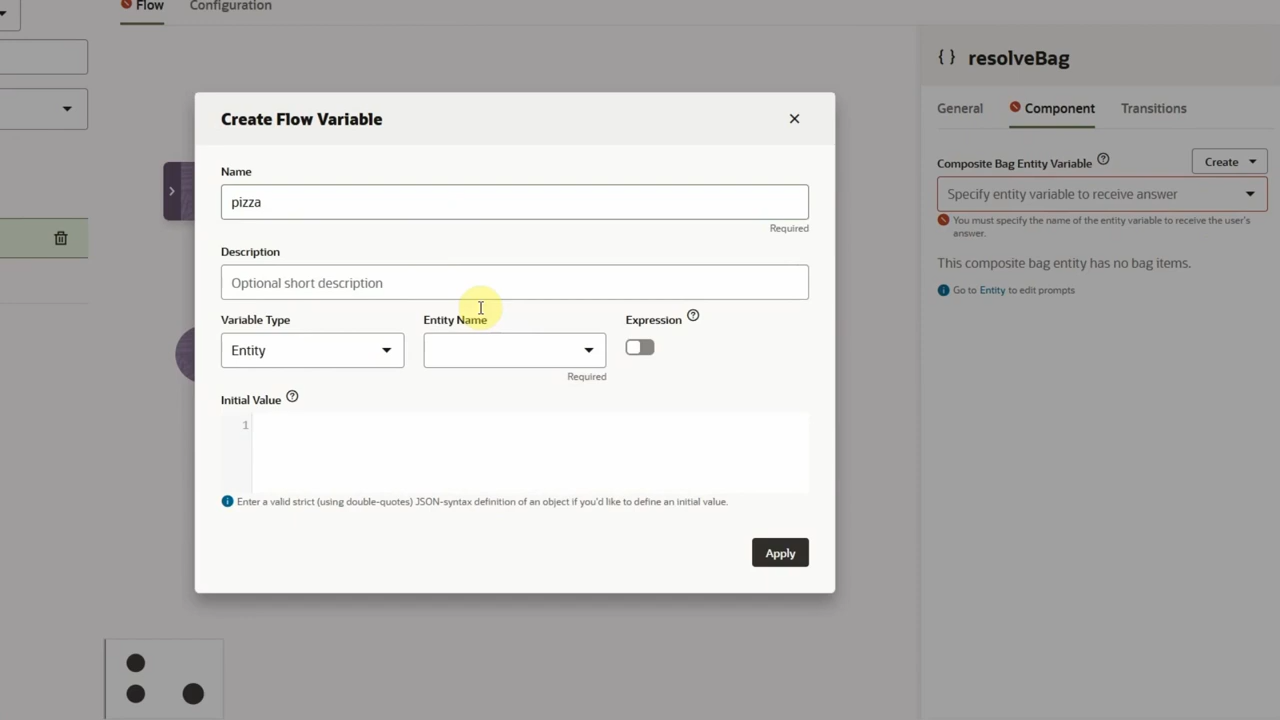 Flow
Configuration
{ } resolveBag
General
Component
Transitions
Composite Bag Entity Variable ?
Create
Specify entity variable to receive answer
You must specify the name of the entity variable to receive the user's
answer.
This composite bag entity has no bag items.
Go to Entity to edit prompts
Create Flow Variable
Name
pizza
Required
Description
Optional short description
Variable Type
Entity Name
Expression ?
Entity
Required
Initial Value ?
1
Enter a valid strict (using double-quotes) JSON-syntax definition of an object if you'd like to define an initial value.
Apply